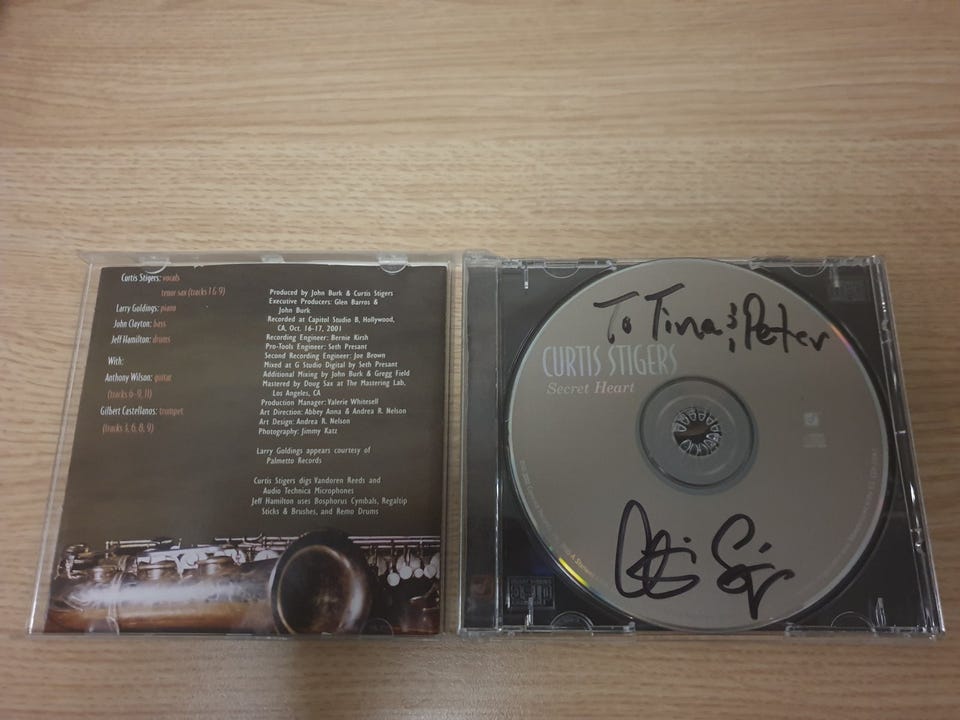 Curtis Stigers: vocals
tenor sax (tracks 1 & 9)
Larry Goldings: piano
John Clayton: bass
Jeff Hamilton: drums
With:
Anthony Wilson: guitar
(tracks 6-9, 11)
Gilbert Castellanos: trumpet
(tracks 3, 6, 8, 9)
Produced by John Burk & Curtis Stigers
Executive Producers: Glen Barros &
John Burk
Recorded at Capitol Studio B, Hollywood,
CA, Oct. 16-17, 2001
Recording Engineer: Bernie Kirsh
Pro-Tools Engineer: Seth Presant
Second Recording Engineer: Joe Brown
Mixed at G Studio Digital by Seth Presant
Additional Mixing by John Burk & Gregg Field
Mastered by Doug Sax at The Mastering Lab,
Los Angeles, CA
Production Manager: Valerie Whitesell
Art Direction: Abbey Anna & Andrea R. Nelson
Art Design: Andrea R. Nelson
Photography: Jimmy Katz
Larry Goldings appears courtesy of
Palmetto Records
Curtis Stigers digs Vandoren Reeds and
Audio Technica Microphones
Jeff Hamilton uses Bosphorus Cymbals, Regaltip
Sticks & Brushes, and Remo Drums
To Tina & Peter
CURTIS STIGERS
Secret Heart